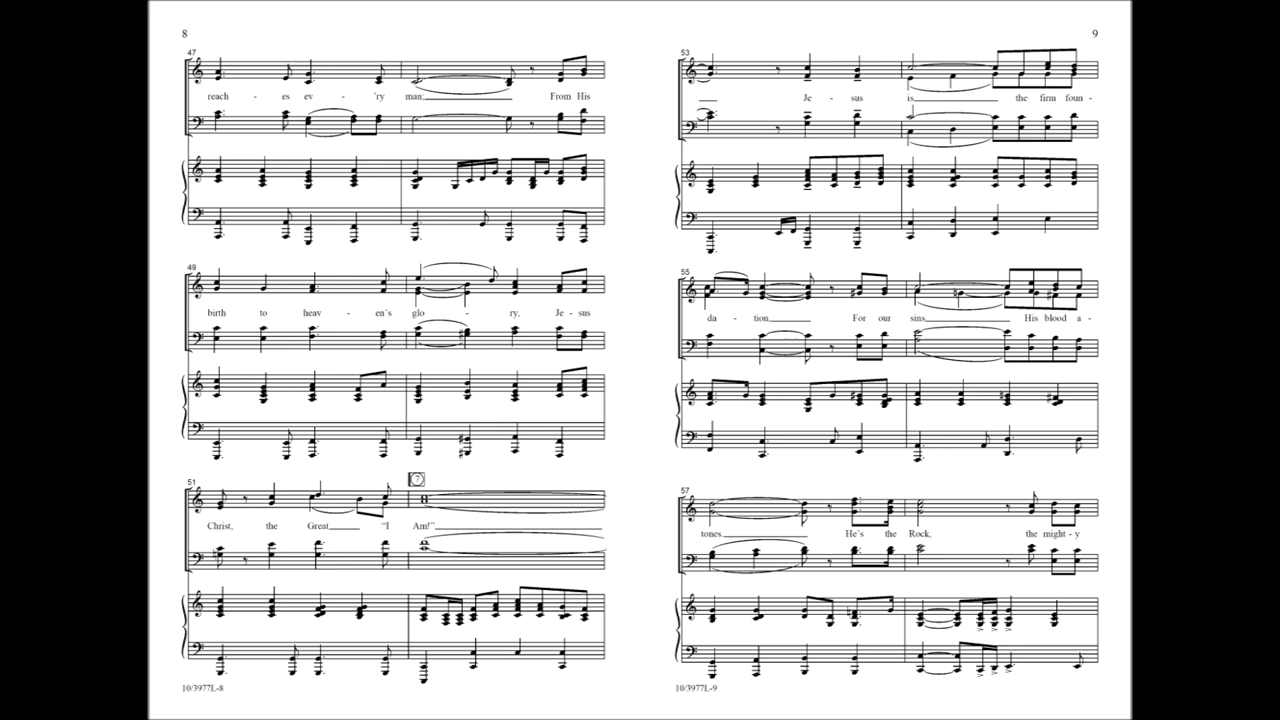 8
47
reach - es ev - 'ry man; From His
49
birth to heav - en's glo - ry, Je - sus
51
7
Christ, the Great "I Am!"
10/3977L-8
9
53
Je - sus is the firm foun -
55
da - tion, For our sins His blood a -
57
tones. He's the Rock, the might - y
10/3977L-9